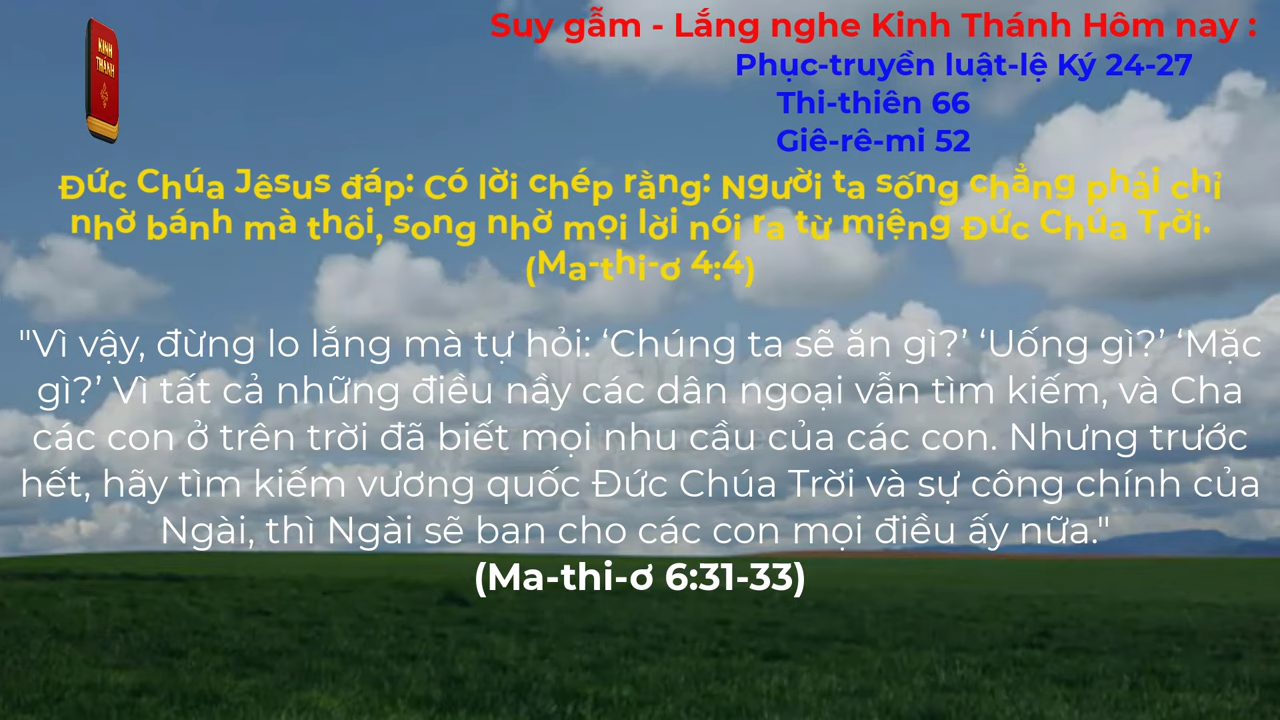 KINH
THÁNH
Suy gẫm - Lắng nghe Kinh Thánh Hôm nay :
Phục-truyền luật-lệ Ký 24-27
Thi-thiên 66
Giê-rê-mi 52
Đức Chúa Jêsus đáp: Có lời chép rằng: Người ta sống chẳng phải chỉ
nhờ bánh mà thôi, song nhờ mọi lời nói ra từ miệng Đức Chúa Trời.
(Ma-thi-ơ 4:4)
"Vì vậy, đừng lo lắng mà tự hỏi: ‘Chúng ta sẽ ăn gì?’ ‘Uống gì?’ ‘Mặc
gì?’ Vì tất cả những điều nầy các dân ngoại vẫn tìm kiếm, và Cha
các con ở trên trời đã biết mọi nhu cầu của các con. Nhưng trước
hết, hãy tìm kiếm vương quốc Đức Chúa Trời và sự công chính của
Ngài, thì Ngài sẽ ban cho các con mọi điều ấy nữa."
(Ma-thi-ơ 6:31-33)